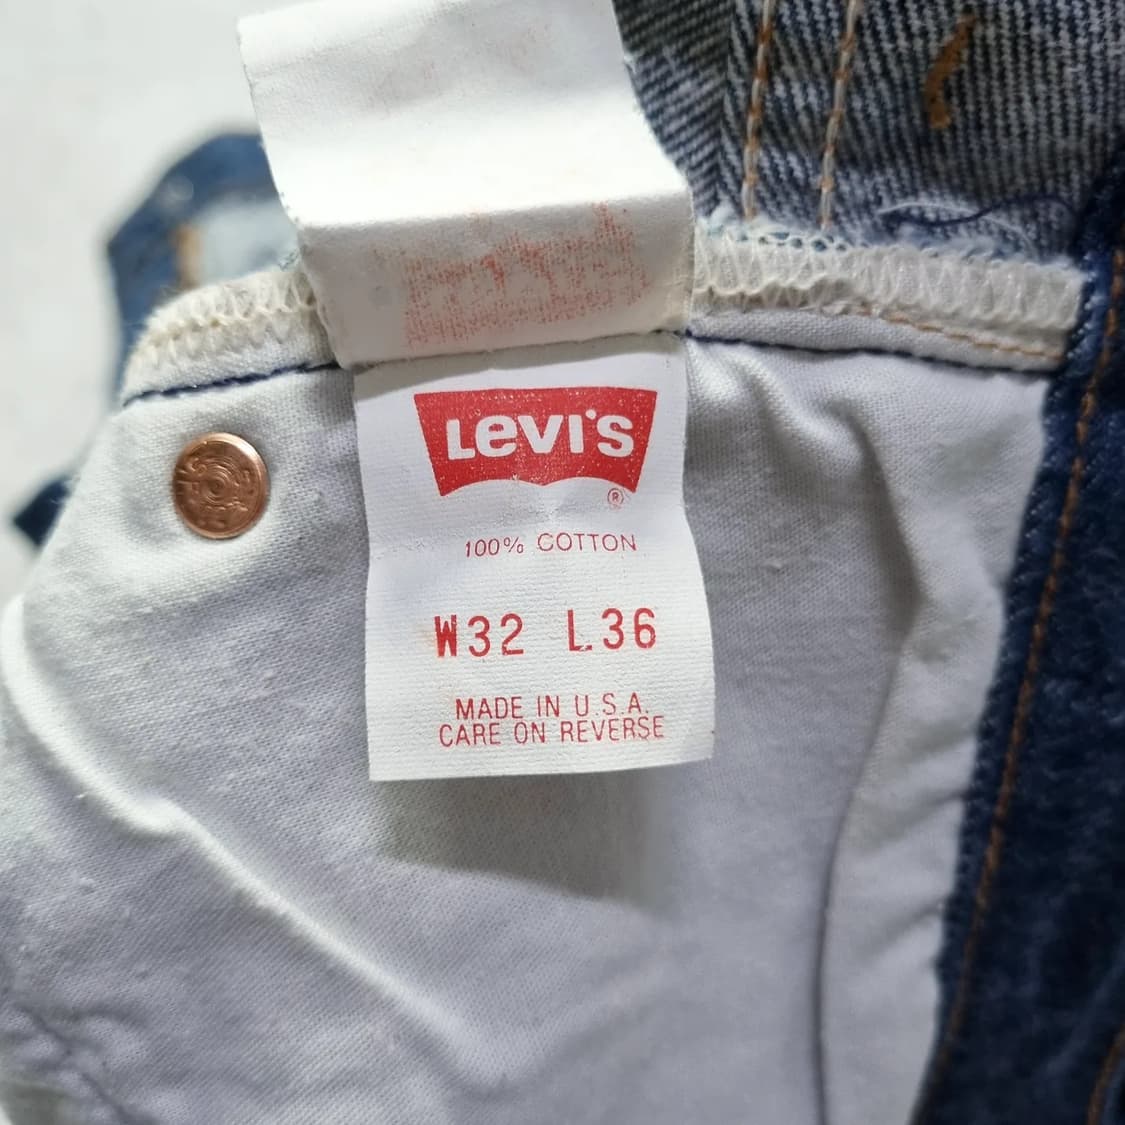 LEVI'S
®
100% COTTON
W32 L36
MADE IN U.S.A.
CARE ON REVERSE